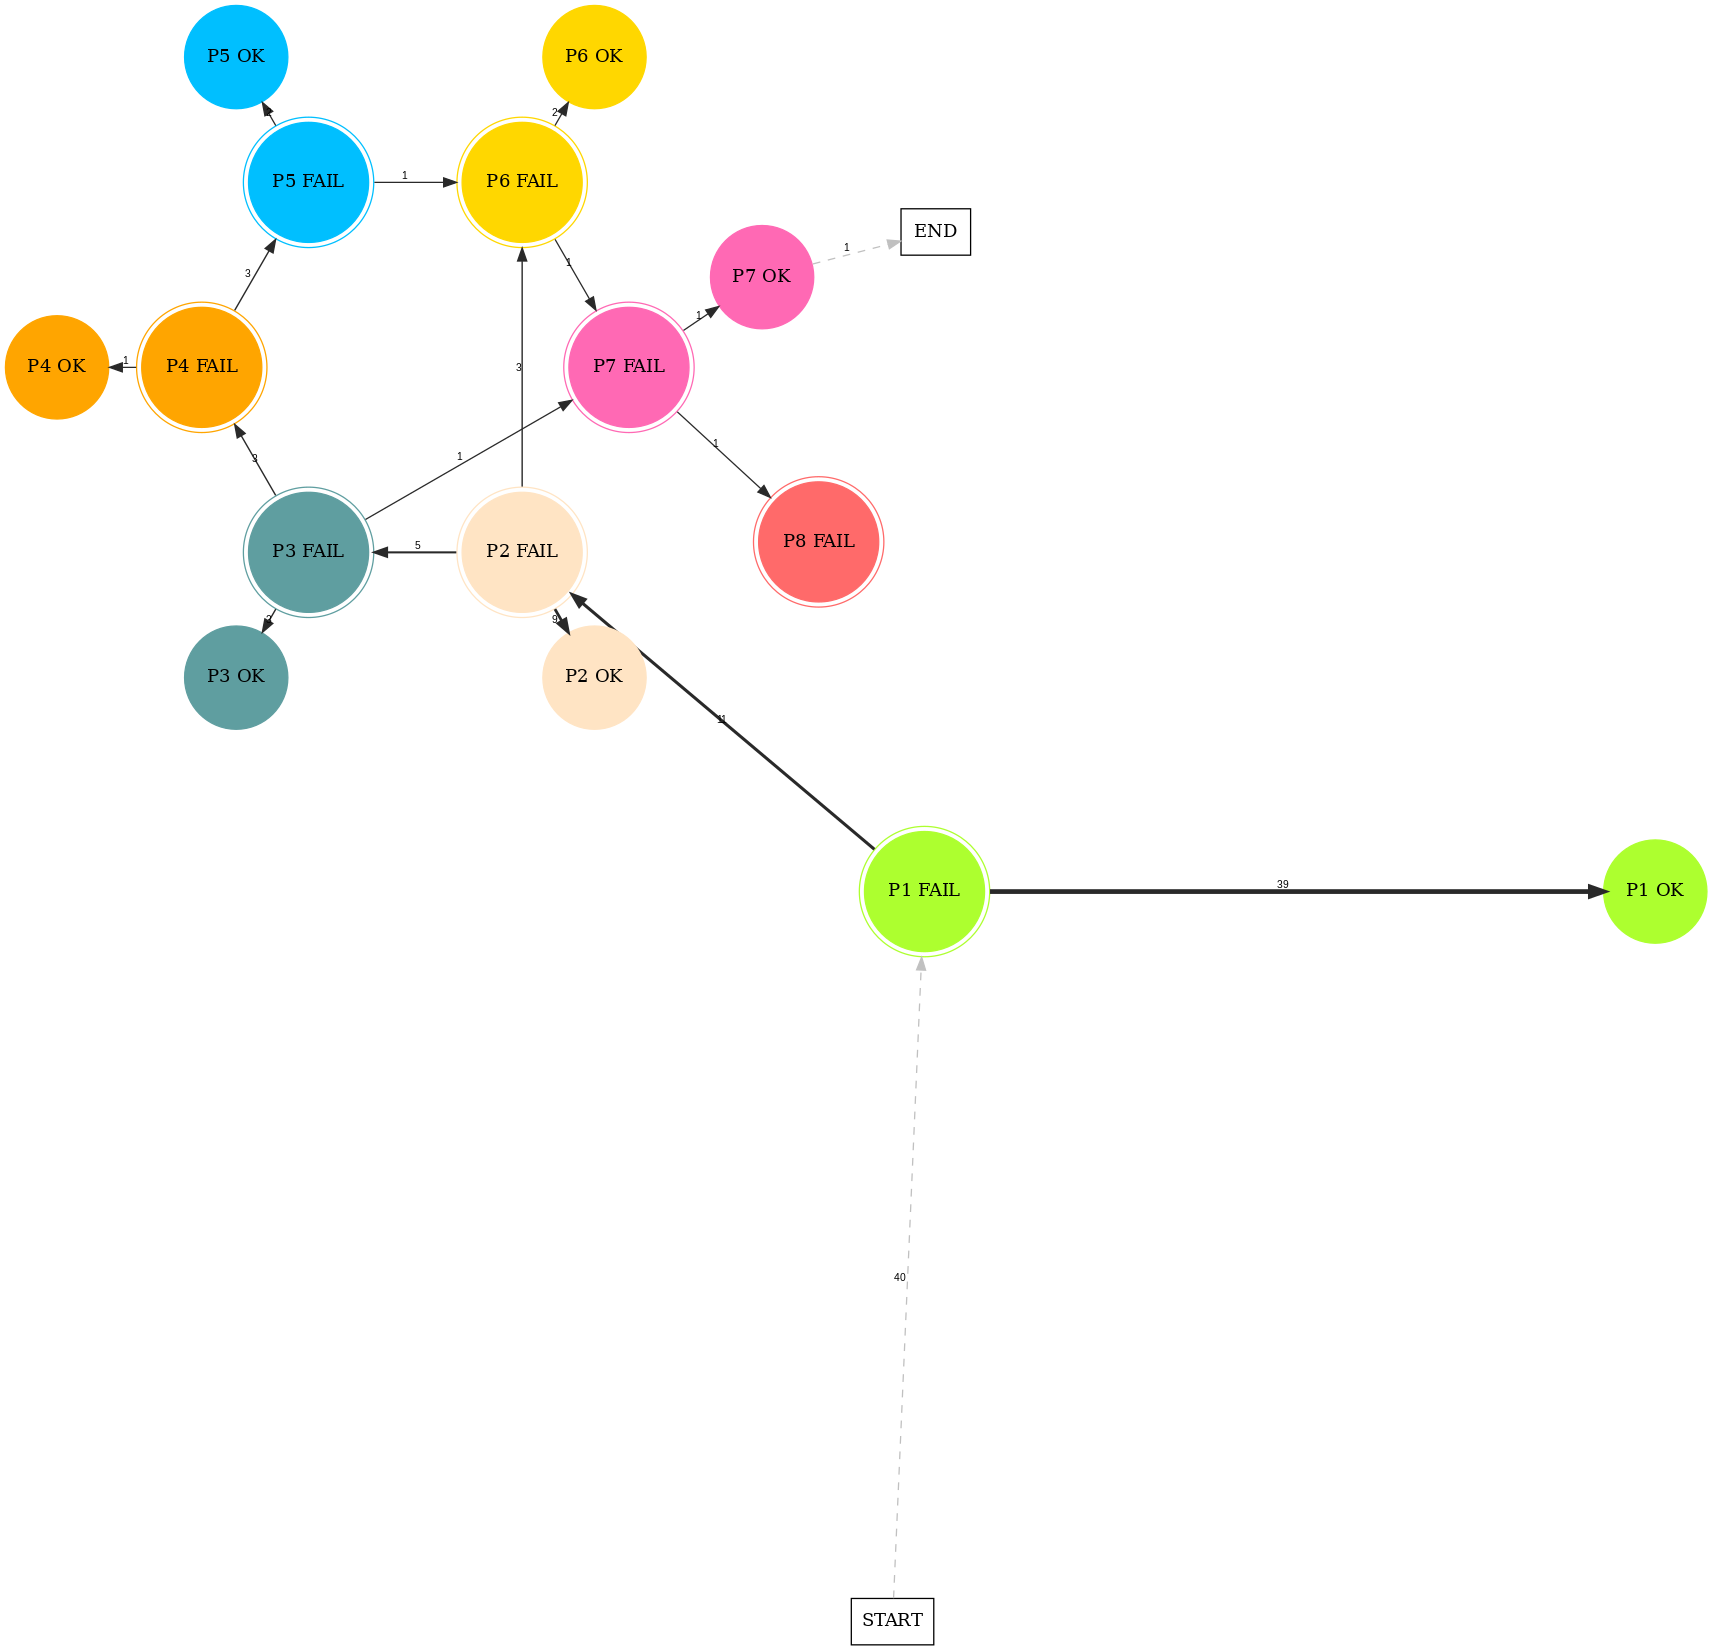 P5 OK
P6 OK
2
P5 FAIL
1
P6 FAIL
END
1
3
1
P7 OK
1
P4 OK
1
P4 FAIL
3
P7 FAIL
1
3
1
P8 FAIL
P3 FAIL
5
P2 FAIL
9
P3 OK
P2 OK
11
P1 FAIL
39
P1 OK
40
START